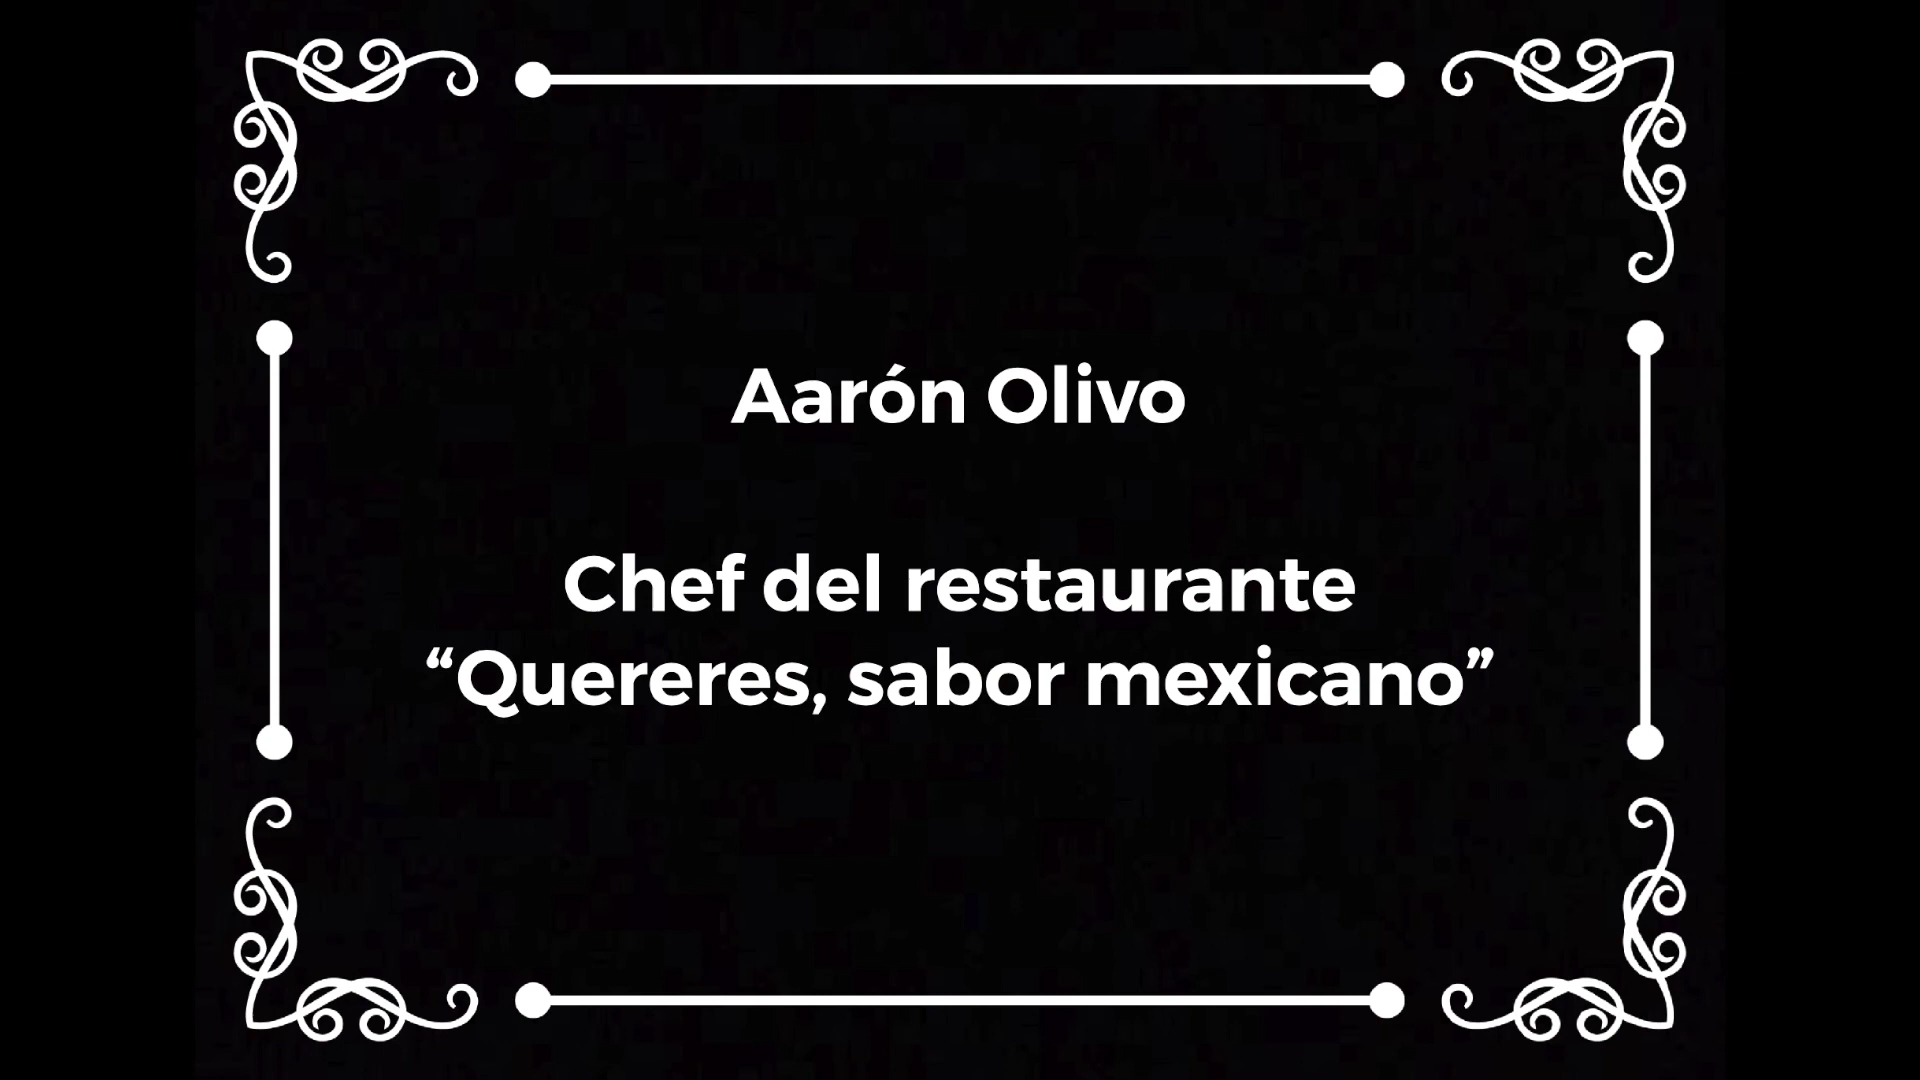 Aarón Olivo
Chef del restaurante
“Quereres, sabor mexicano”